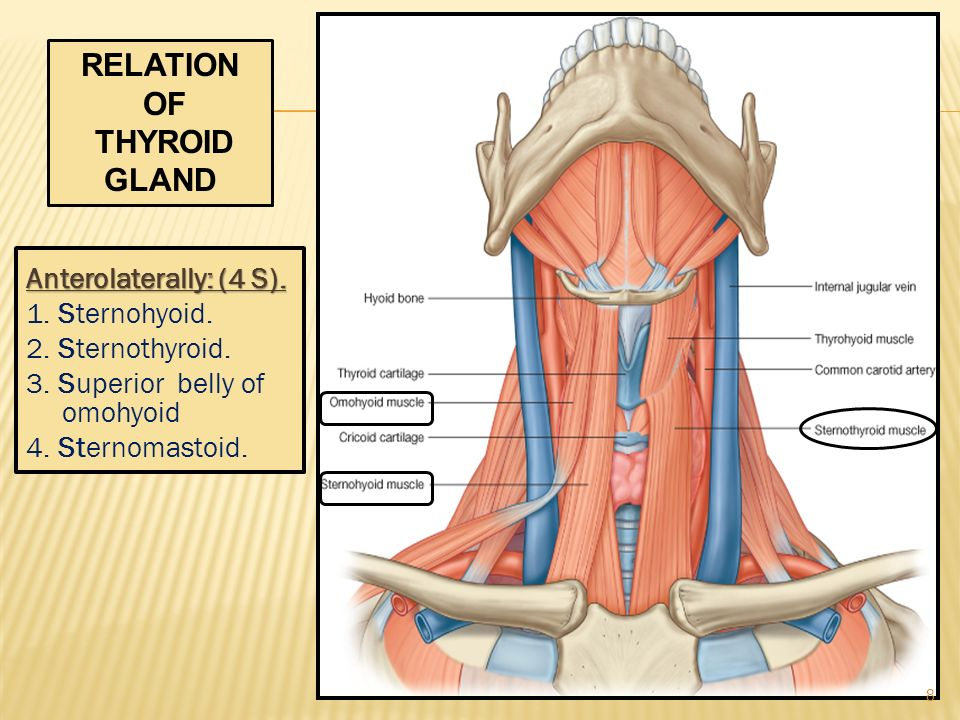 RELATION
OF
THYROID
GLAND
Anterolaterally: (4 S).
1. Sternohyoid.
2. Sternothyroid.
3. Superior belly of
omohyoid
4. Sternomastoid.
Hyoid bone
Thyroid cartilage
Omohyoid muscle
Cricoid cartilage
Sternohyoid muscle
Internal jugular vein
Thyrohyoid muscle
Common carotid artery
Sternothyroid muscle
8